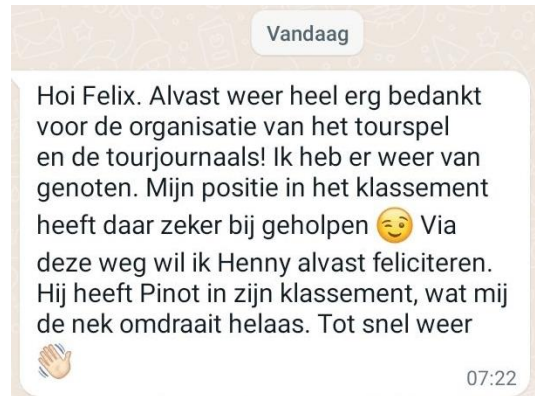 Vandaag
Hoi Felix. Alvast weer heel erg bedankt
voor de organisatie van het tourspel
en de tourjournaals! Ik heb er weer van
genoten. Mijn positie in het klassement
heeft daar zeker bij geholpen 😉 Via
deze weg wil ik Henny alvast feliciteren.
Hij heeft Pinot in zijn klassement, wat mij
de nek omdraait helaas. Tot snel weer
👋🏻
07:22